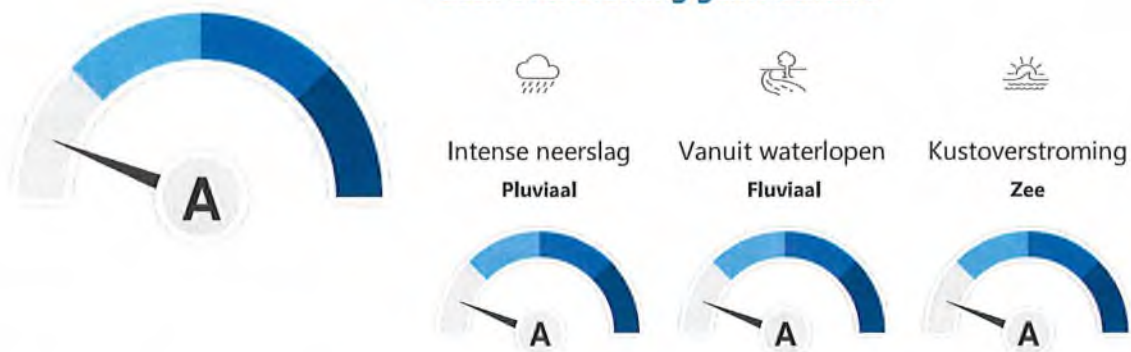 A
Intense neerslag
Pluviaal
A
Vanuit waterlopen
Fluviaal
A
Kustoverstroming
Zee
A